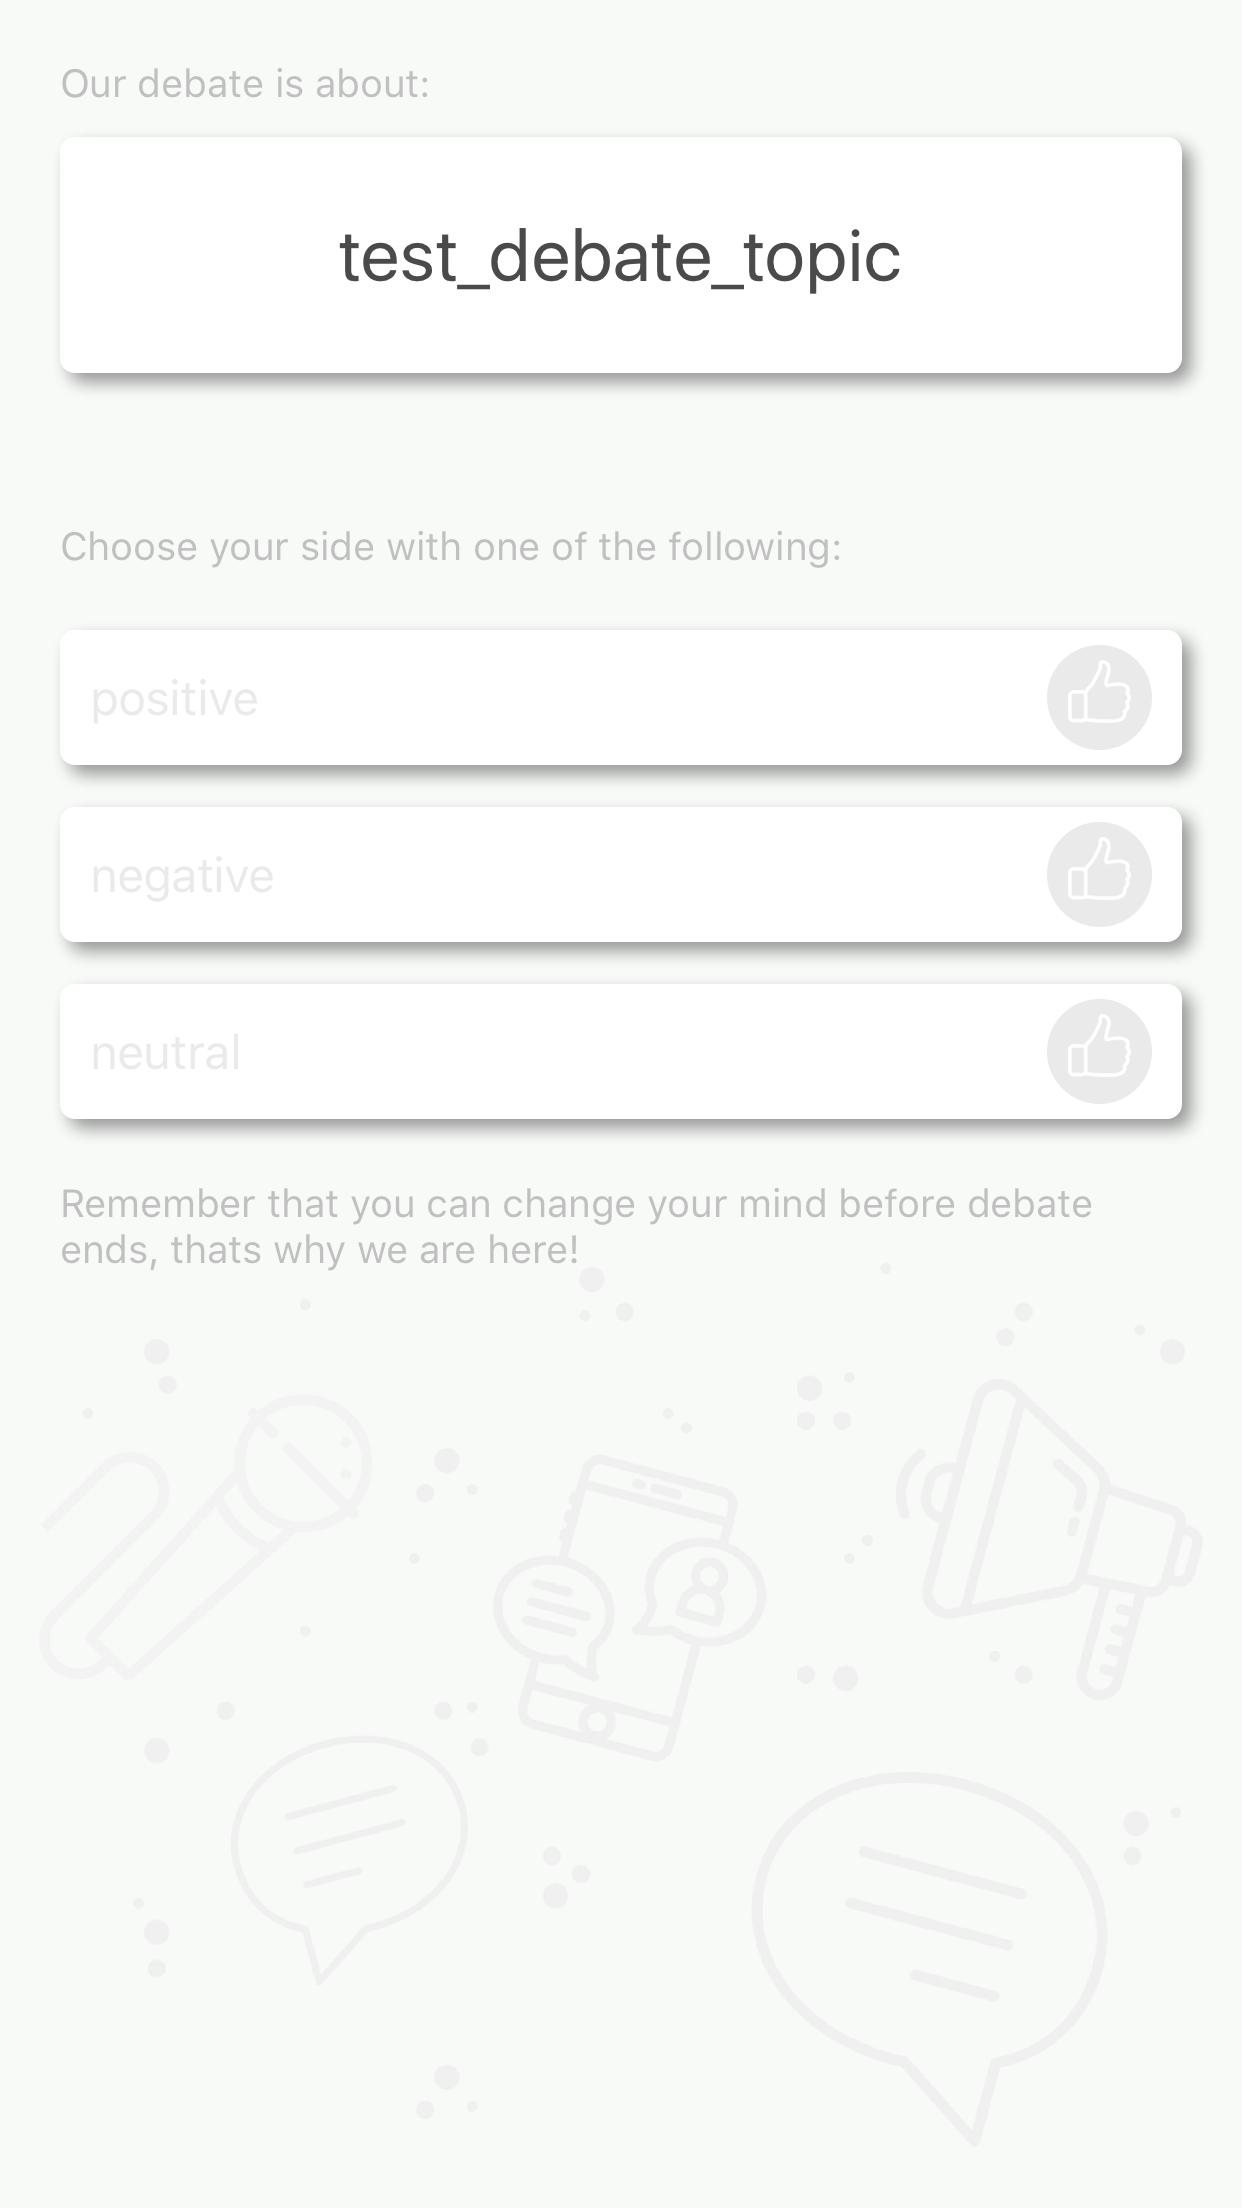 Our debate is about:
test_debate_topic
Choose your side with one of the following:
positive
negative
neutral
Remember that you can change your mind before debate
ends, thats why we are here!